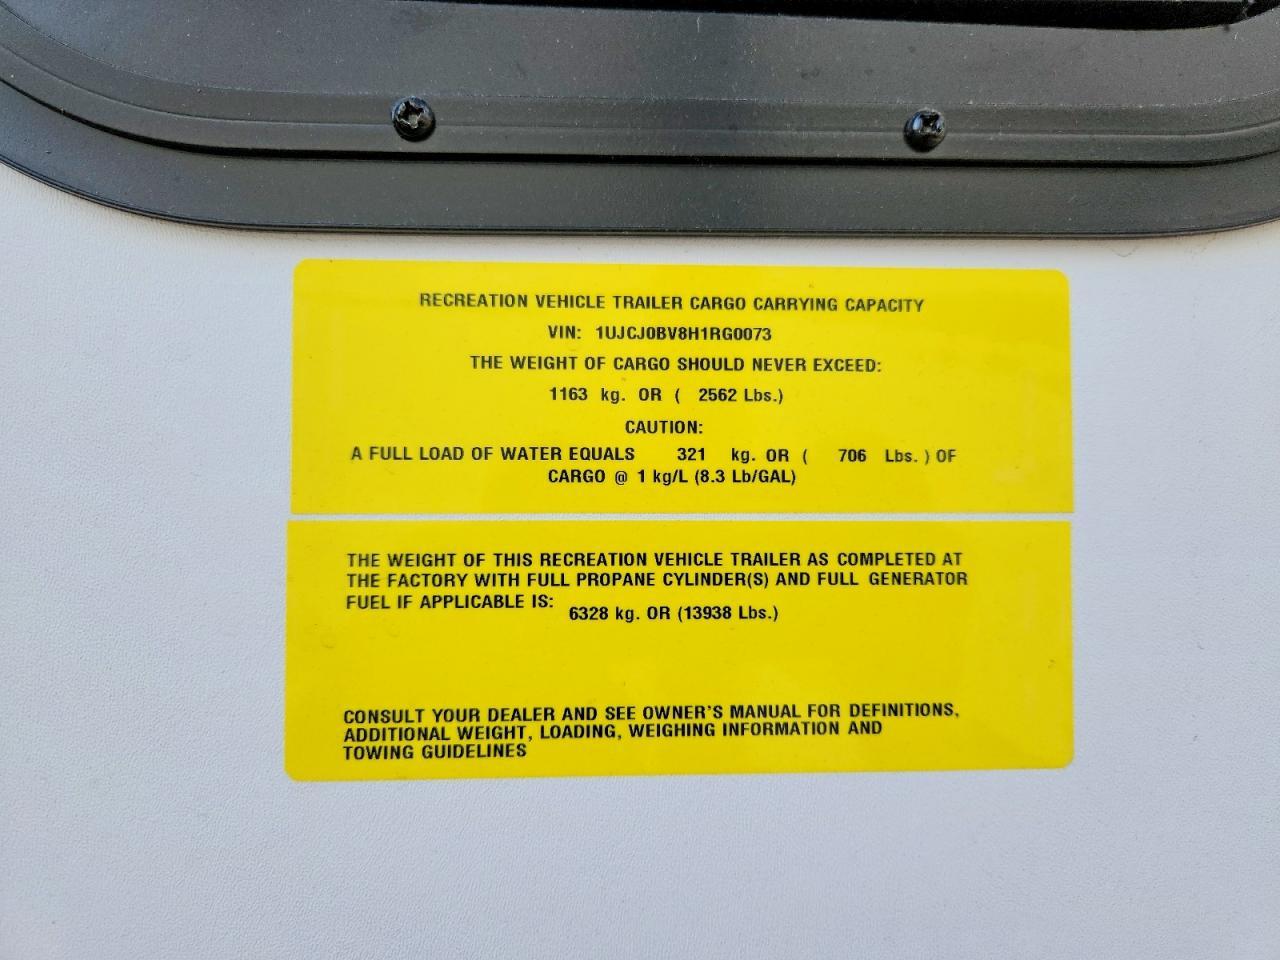 RECREATION VEHICLE TRAILER CARGO CARRYING CAPACITY
VIN: 1UJCJ0BV8H1RG0073
THE WEIGHT OF CARGO SHOULD NEVER EXCEED:
1163 kg. OR ( 2562 Lbs.)
CAUTION:
A FULL LOAD OF WATER EQUALS 321 kg. OR ( 706 Lbs. ) OF
CARGO @ 1 kg/L (8.3 Lb/GAL)
THE WEIGHT OF THIS RECREATION VEHICLE TRAILER AS COMPLETED AT
THE FACTORY WITH FULL PROPANE CYLINDER(S) AND FULL GENERATOR
FUEL IF APPLICABLE IS:
6328 kg. OR (13938 Lbs.)
CONSULT YOUR DEALER AND SEE OWNER'S MANUAL FOR DEFINITIONS,
ADDITIONAL WEIGHT, LOADING, WEIGHING INFORMATION AND
TOWING GUIDELINES